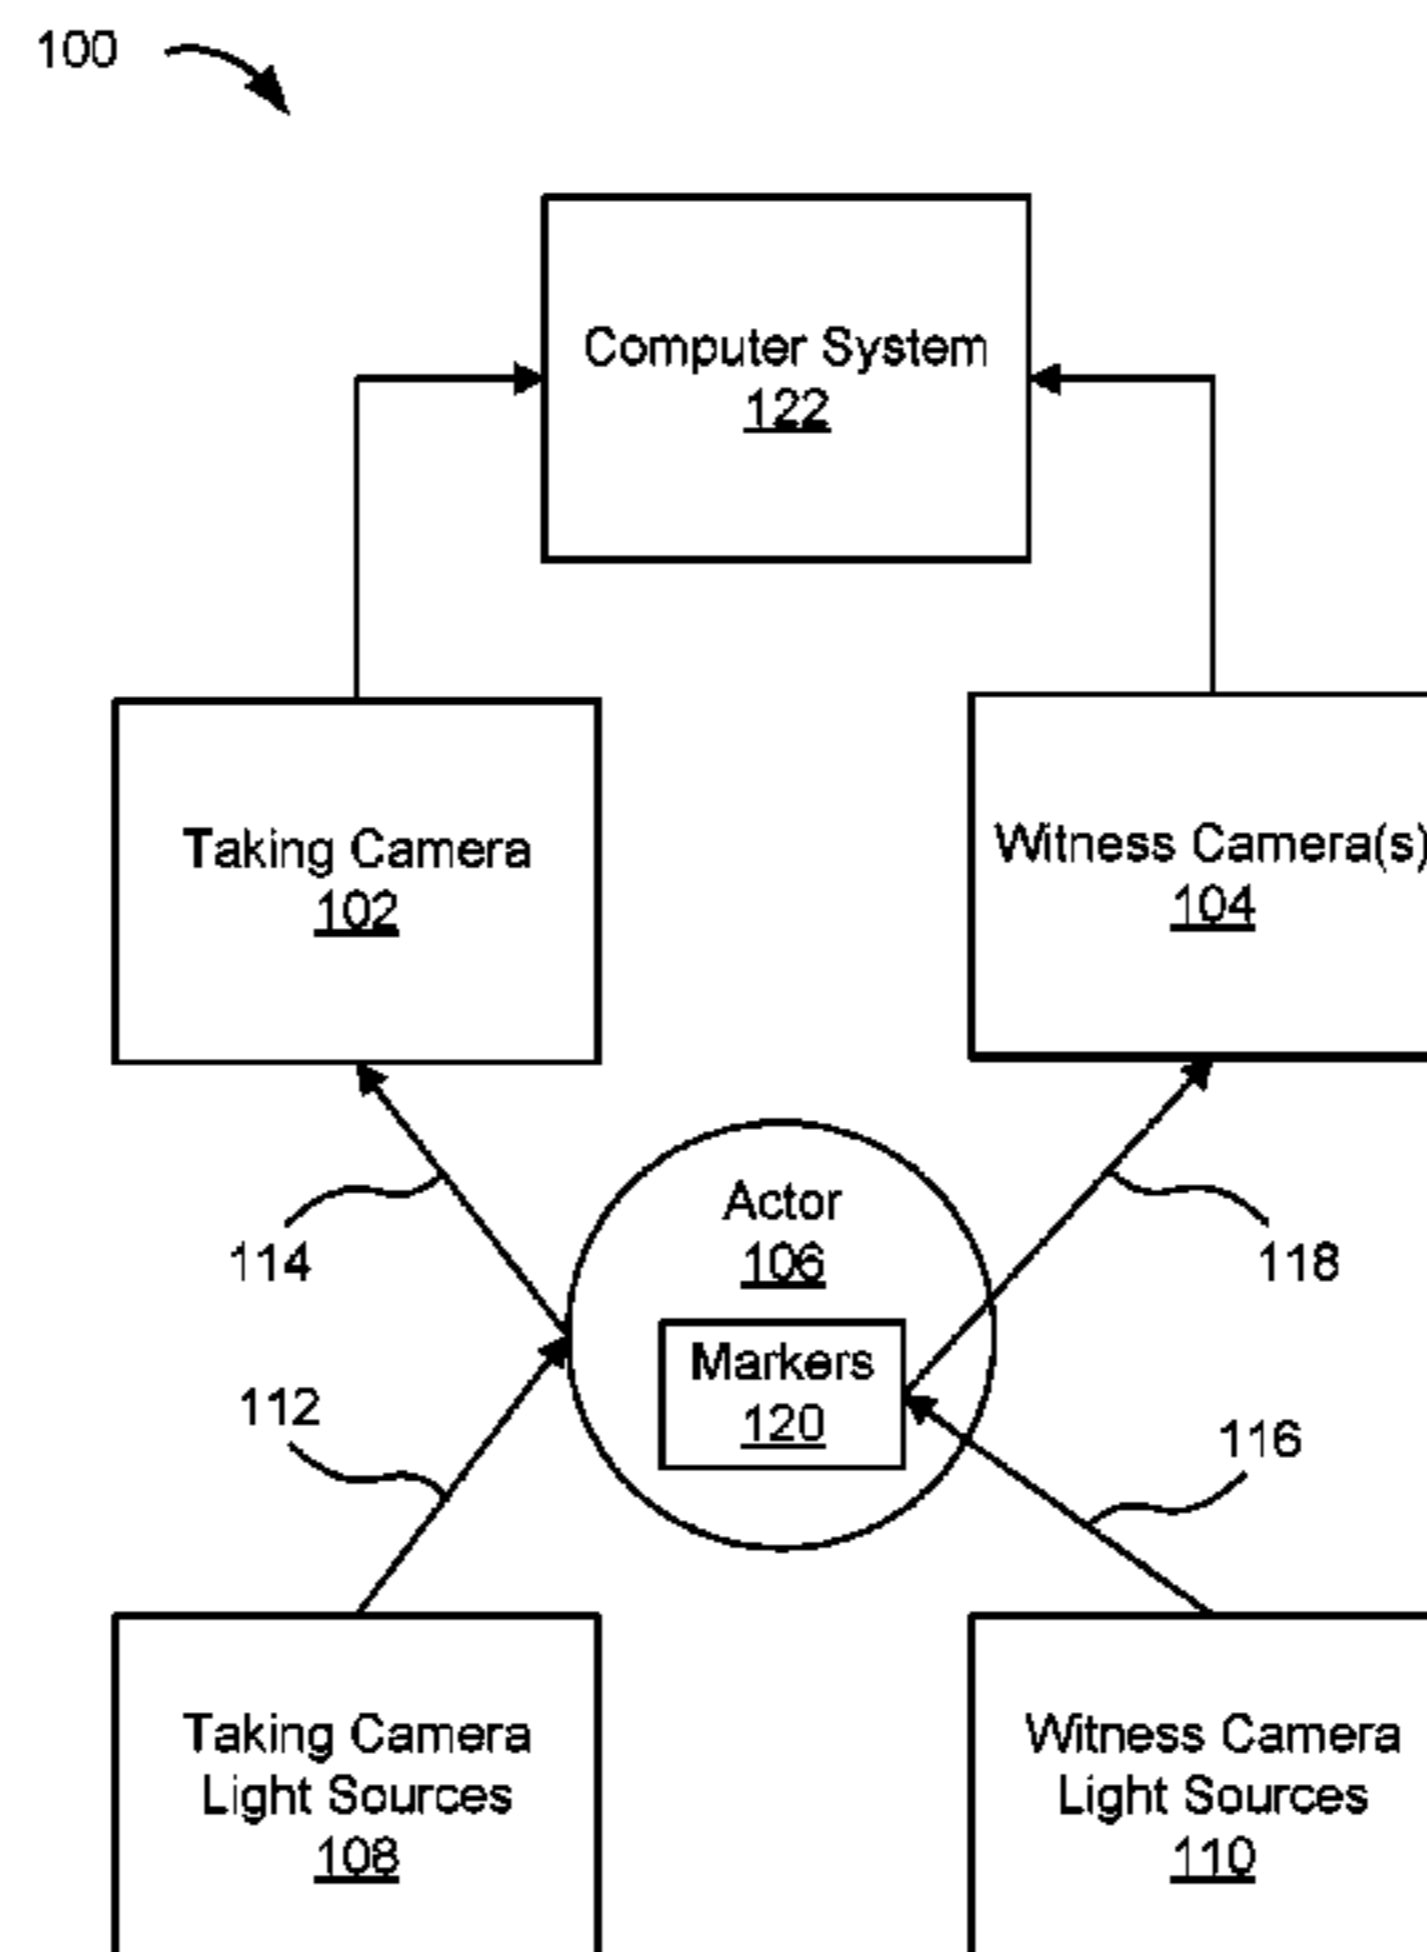 100
Computer System
122
Taking Camera
102
Witness Camera(s)
104
Actor
106
114
118
Markers
120
112
116
Taking Camera
Light Sources
108
Witness Camera
Light Sources
110